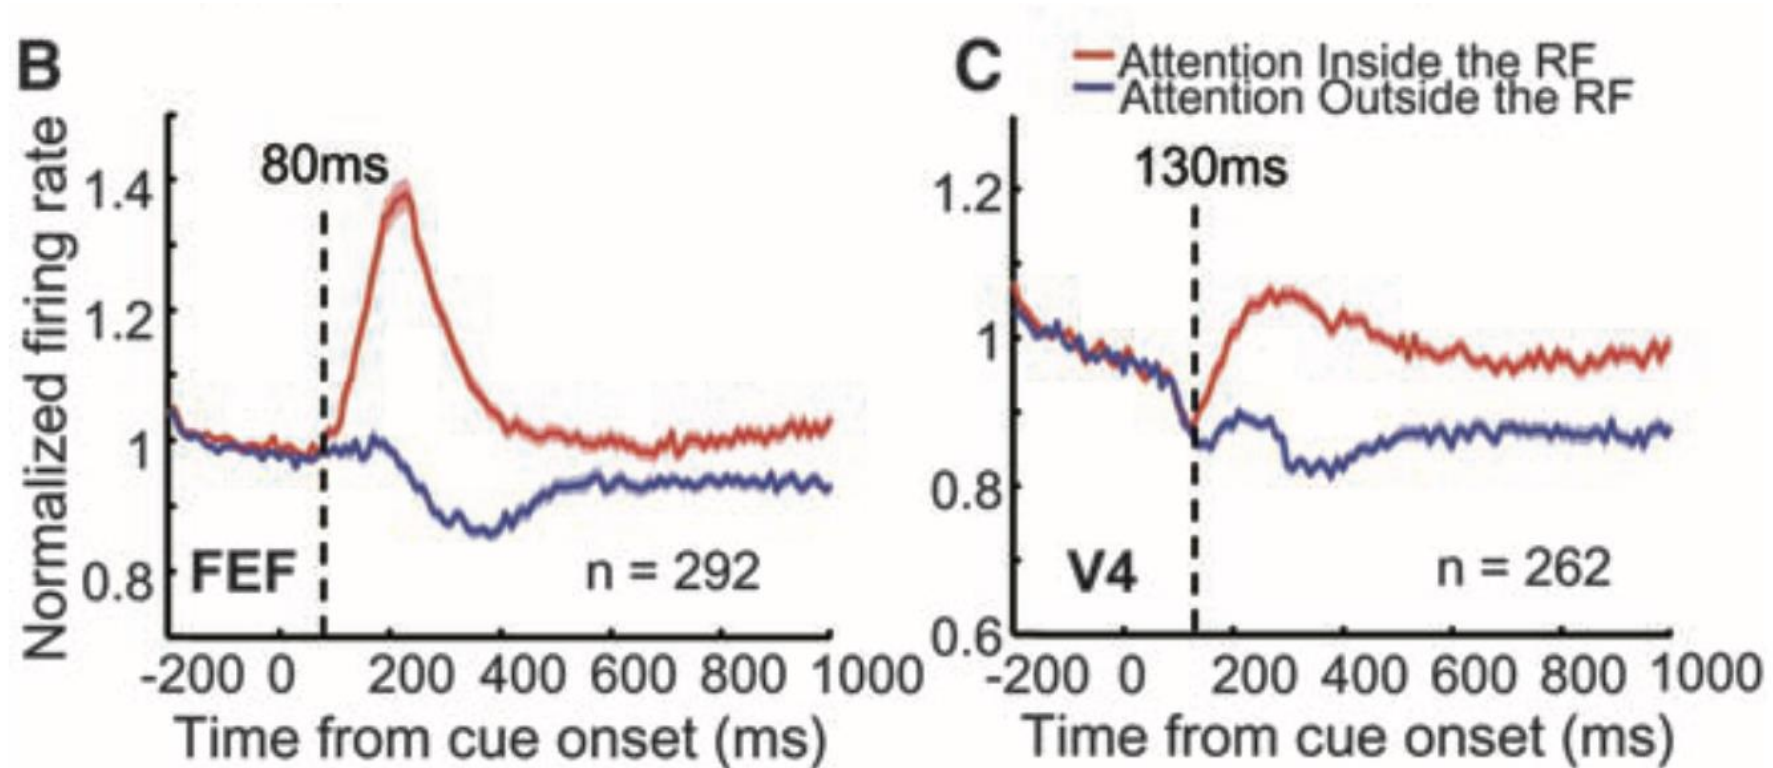 B
Normalized firing rate
1.4
1.2
1
0.8
80ms
FEF
n = 292
-200 0 200 400 600 800 1000
Time from cue onset (ms)
C
Attention Inside the RF
Attention Outside the RF
1.2
1
0.8
0.6
130ms
V4
n = 262
-200 0 200 400 600 800 1000
Time from cue onset (ms)